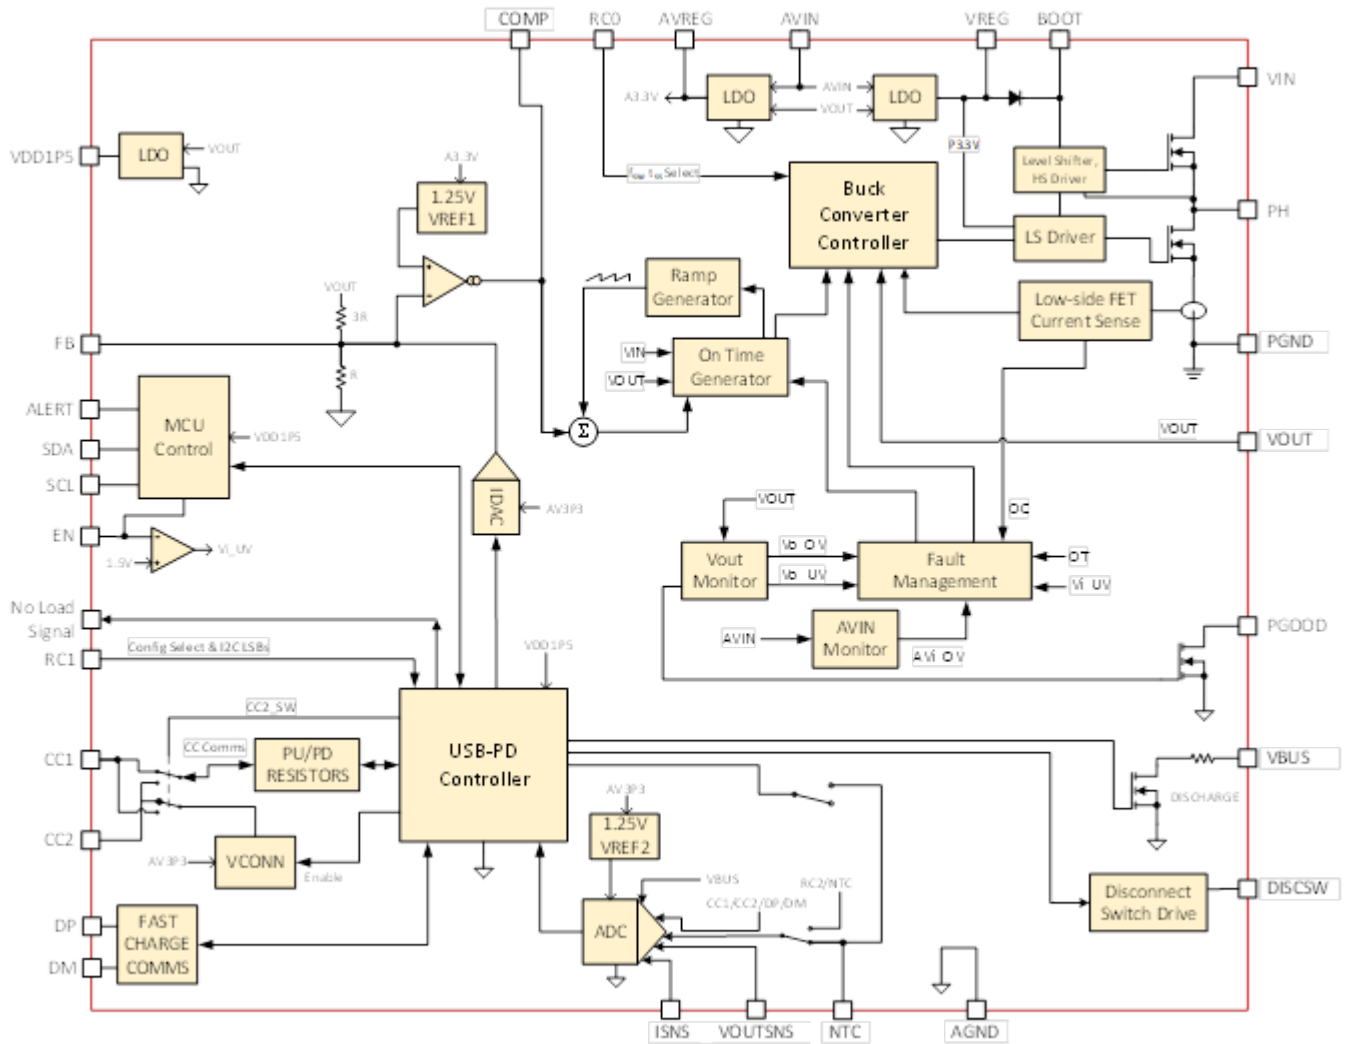 COMP
RC0
AVREG
AVIN
VREG
BOOT
VIN
A3.3V
LDO
AVIN
VOUT
LDO
VDD1P5
LDO
VOUT
P3.3V
Level Shifter,
HS Driver
A3.3V
1.25V
VREF1
fsw tss Select
Buck
Converter
Controller
PH
LS Driver
Ramp
Generator
Low-side FET
Current Sense
VOUT
3R
FB
R
VIN
VOUT
On Time
Generator
PGND
ALERT
SDA
SCL
MCU
Control
VDD1P5
Σ
VOUT
VOUT
IDAC
AV3P3
EN
1.5V
Vi_UV
VOUT
OC
Vout
Monitor
Vo_OV
Vo_UV
Fault
Management
OT
Vi_UV
No Load
Signal
RC1
Config Select & I2C LSBs
VDD1P5
AVIN
AVIN
Monitor
AVi_OV
PGOOD
CC2_SW
CC1
CC Comms
PU/PD
RESISTORS
USB-PD
Controller
VBUS
DISCHARGE
CC2
AV3P3
VCONN
Enable
AV3P3
1.25V
VREF2
VBUS
CC1/CC2/DP/DM
RC2/NTC
Disconnect
Switch Drive
DISCSW
DP
DM
FAST
CHARGE
COMMS
ADC
ISNS
VOUTSNS
NTC
AGND